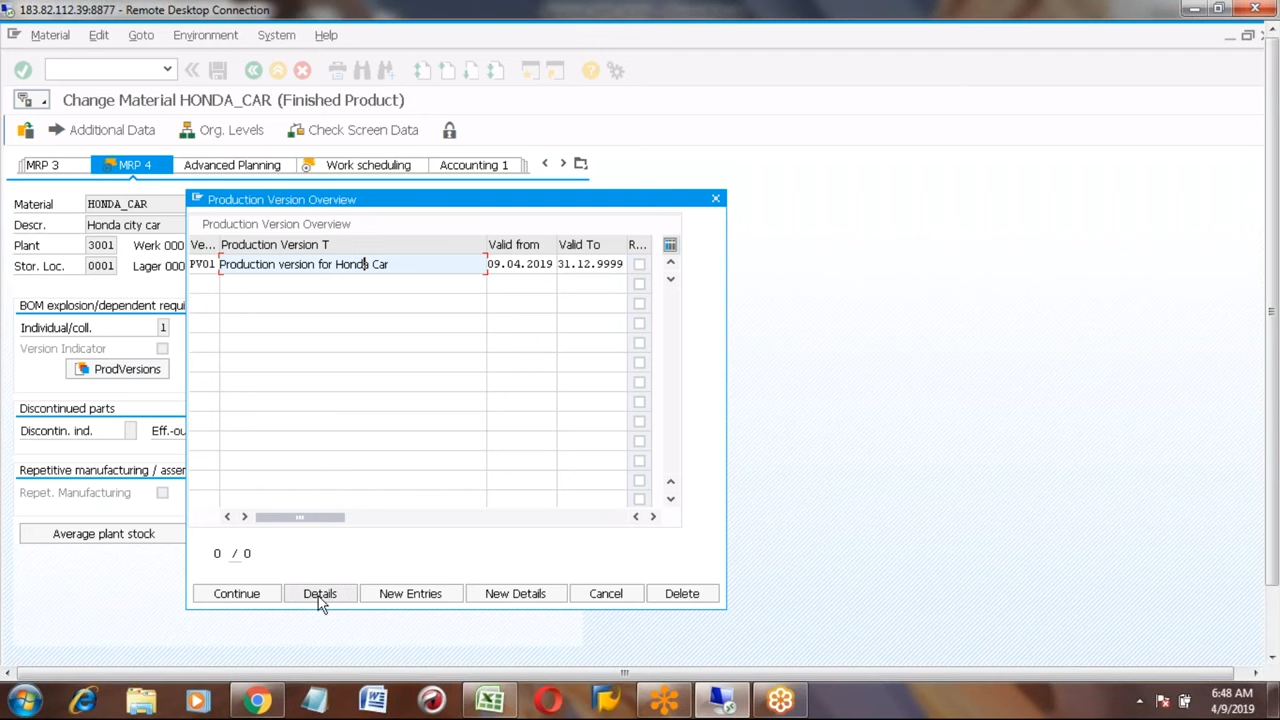 183.82.112.39:8877 - Remote Desktop Connection
Material Edit Goto Environment System Help
Change Material HONDA_CAR (Finished Product)
Additional Data Org. Levels Check Screen Data
MRP 3 MRP 4 Advanced Planning Work scheduling Accounting 1
Material HONDA_CAR
Descr. Honda city car
Plant 3001 Werk 000
Stor. Loc. 0001 Lager 000
BOM explosion/dependent requi
Individual/coll. 1
Version Indicator
ProdVersions
Discontinued parts
Discontin. ind. Eff.-ou
Repetitive manufacturing / asse
Repet. Manufacturing
Average plant stock
Production Version Overview
Production Version Overview
Ve... Production Version T Valid from Valid To R...
PV01 Production version for Honda Car 09.04.2019 31.12.9999
0 / 0
Continue Details New Entries New Details Cancel Delete
6:48 AM
4/9/2019